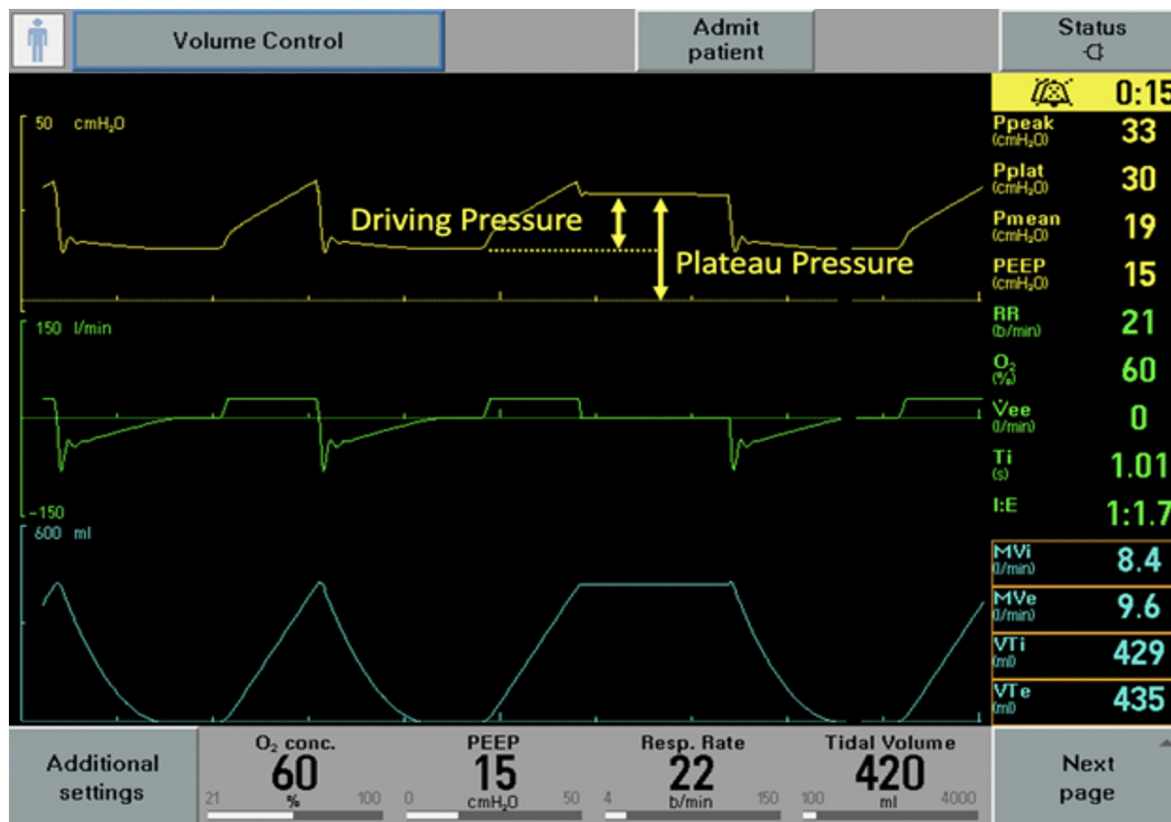 Volume Control
Admit
patient
Status
0:15
50 cmH₂O
Driving Pressure
Plateau Pressure
Ppeak
(cmH₂O)
33
Pplat
(cmH₂O)
30
Pmean
(cmH₂O)
19
PEEP
(cmH₂O)
15
150 l/min
-150
RR
(b/min)
21
O₂
(%)
60
V̇ee
(l/min)
0
Ti
(s)
1.01
I:E
1:1.7
600 ml
MVi
(l/min)
8.4
MVe
(l/min)
9.6
VTi
(ml)
429
VTe
(ml)
435
Additional
settings
O₂ conc.
60
21 % 100
PEEP
15
0 cmH₂O 50
Resp. Rate
22
4 b/min 150
Tidal Volume
420
100 ml 4000
Next
page